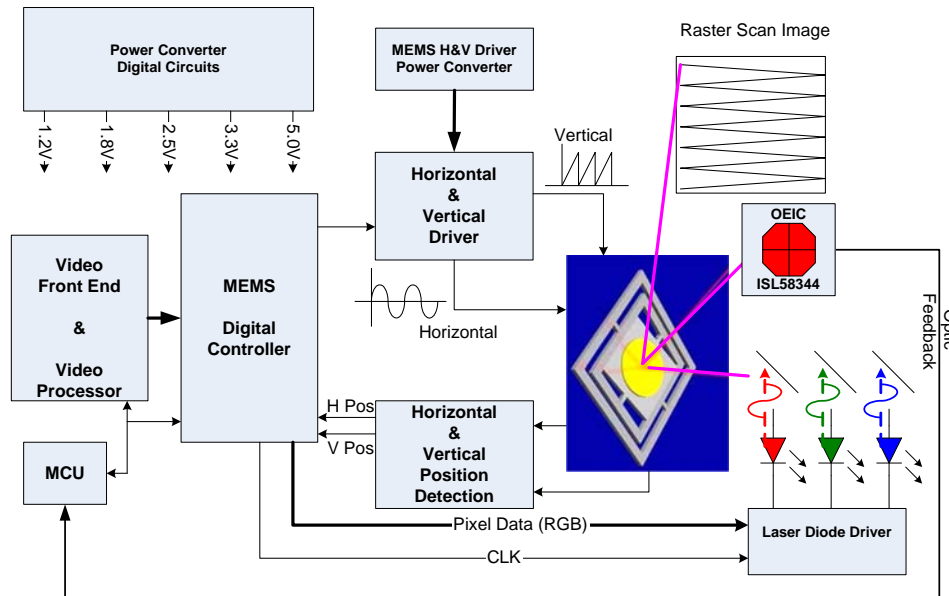 Power Converter
Digital Circuits
1.2V
1.8V
2.5V
3.3V
5.0V
MEMS H&V Driver
Power Converter
Raster Scan Image
Vertical
Horizontal
&
Vertical
Driver
OEIC
ISL58344
Video
Front End
&
Video
Processor
MEMS
Digital
Controller
Horizontal
Optic
Feedback
H Pos
V Pos
Horizontal
&
Vertical
Position
Detection
MCU
Pixel Data (RGB)
CLK
Laser Diode Driver